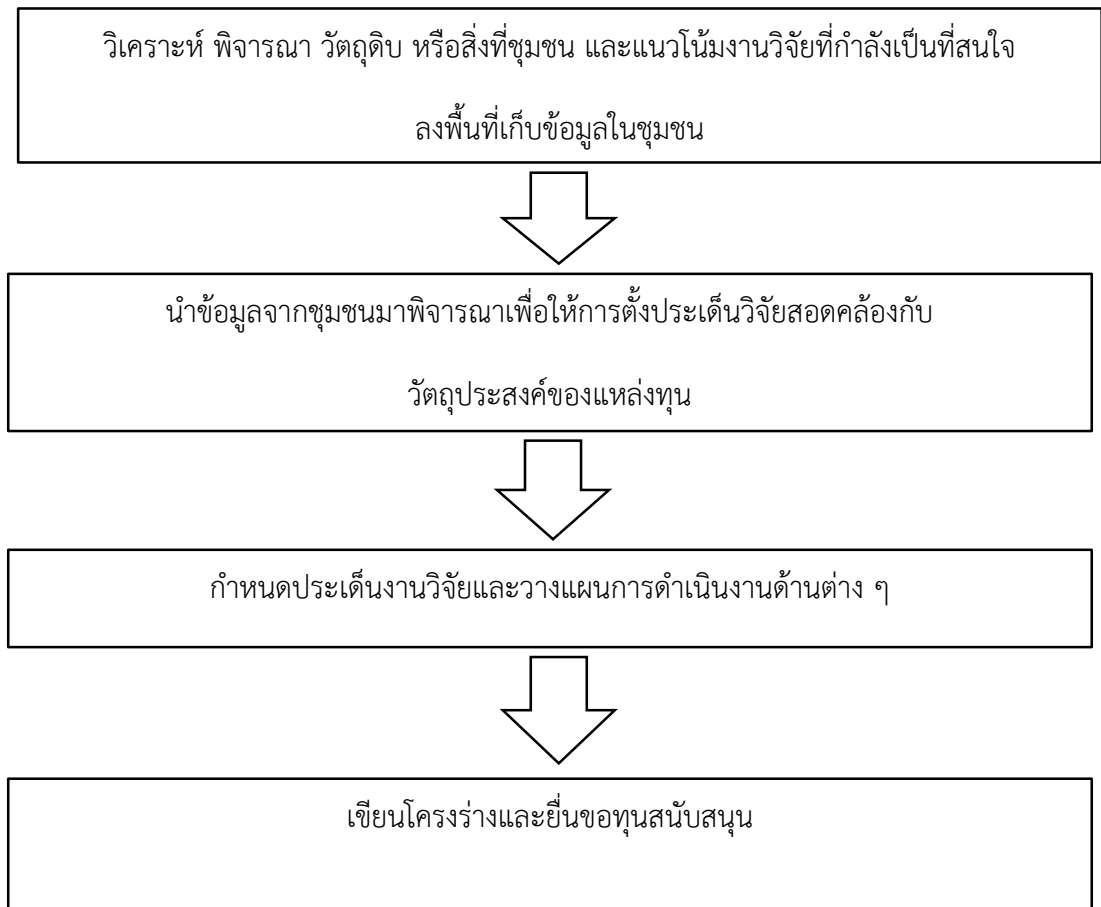 วิเคราะห์ พิจารณา วัตถุดิบ หรือสิ่งที่ชุมชน และแนวโน้มงานวิจัยที่กำลังเป็นที่สนใจ
ลงพื้นที่เก็บข้อมูลในชุมชน
นำข้อมูลจากชุมชนมาพิจารณาเพื่อให้การตั้งประเด็นวิจัยสอดคล้องกับ
วัตถุประสงค์ของแหล่งทุน
กำหนดประเด็นงานวิจัยและวางแผนการดำเนินงานด้านต่าง ๆ
เขียนโครงร่างและยื่นขอทุนสนับสนุน